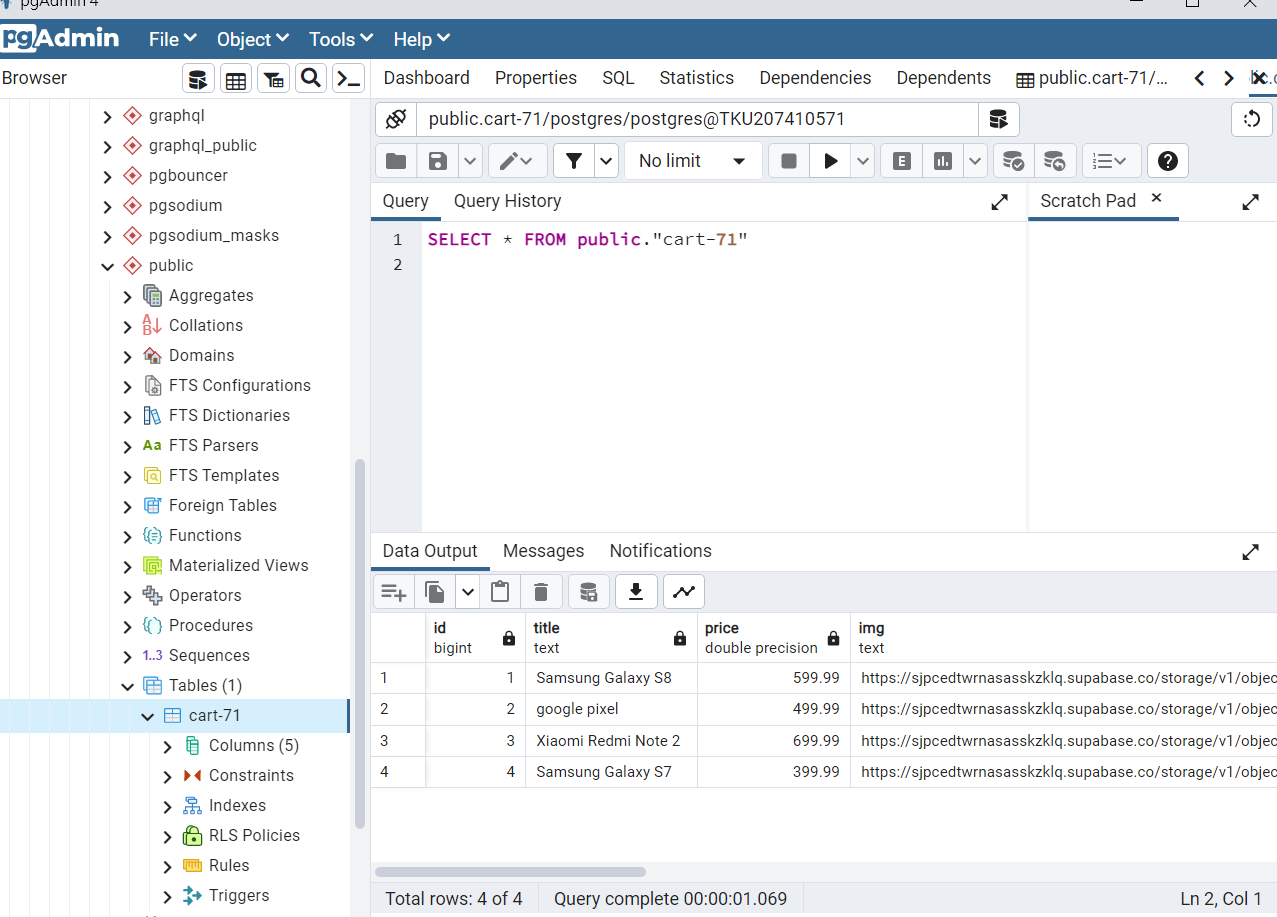 pgAdmin 4
pgAdmin File Object Tools Help
Browser
Dashboard Properties SQL Statistics Dependencies Dependents public.cart-71/...
graphql
graphql_public
pgbouncer
pgsodium
pgsodium_masks
public
Aggregates
Collations
Domains
FTS Configurations
FTS Dictionaries
Aa FTS Parsers
FTS Templates
Foreign Tables
Functions
Materialized Views
Operators
Procedures
1..3 Sequences
Tables (1)
cart-71
Columns (5)
Constraints
Indexes
RLS Policies
Rules
Triggers
public.cart-71/postgres/postgres@TKU207410571
No limit E
Query Query History
Scratch Pad
1 SELECT * FROM public."cart-71"
2
Data Output Messages Notifications
id title price img
bigint text double precision text
1 1 Samsung Galaxy S8 599.99 https://sjpcedtwrnasasskzklq.supabase.co/storage/v1/objec
2 2 google pixel 499.99 https://sjpcedtwrnasasskzklq.supabase.co/storage/v1/objec
3 3 Xiaomi Redmi Note 2 699.99 https://sjpcedtwrnasasskzklq.supabase.co/storage/v1/objec
4 4 Samsung Galaxy S7 399.99 https://sjpcedtwrnasasskzklq.supabase.co/storage/v1/objec
Total rows: 4 of 4 Query complete 00:00:01.069 Ln 2, Col 1